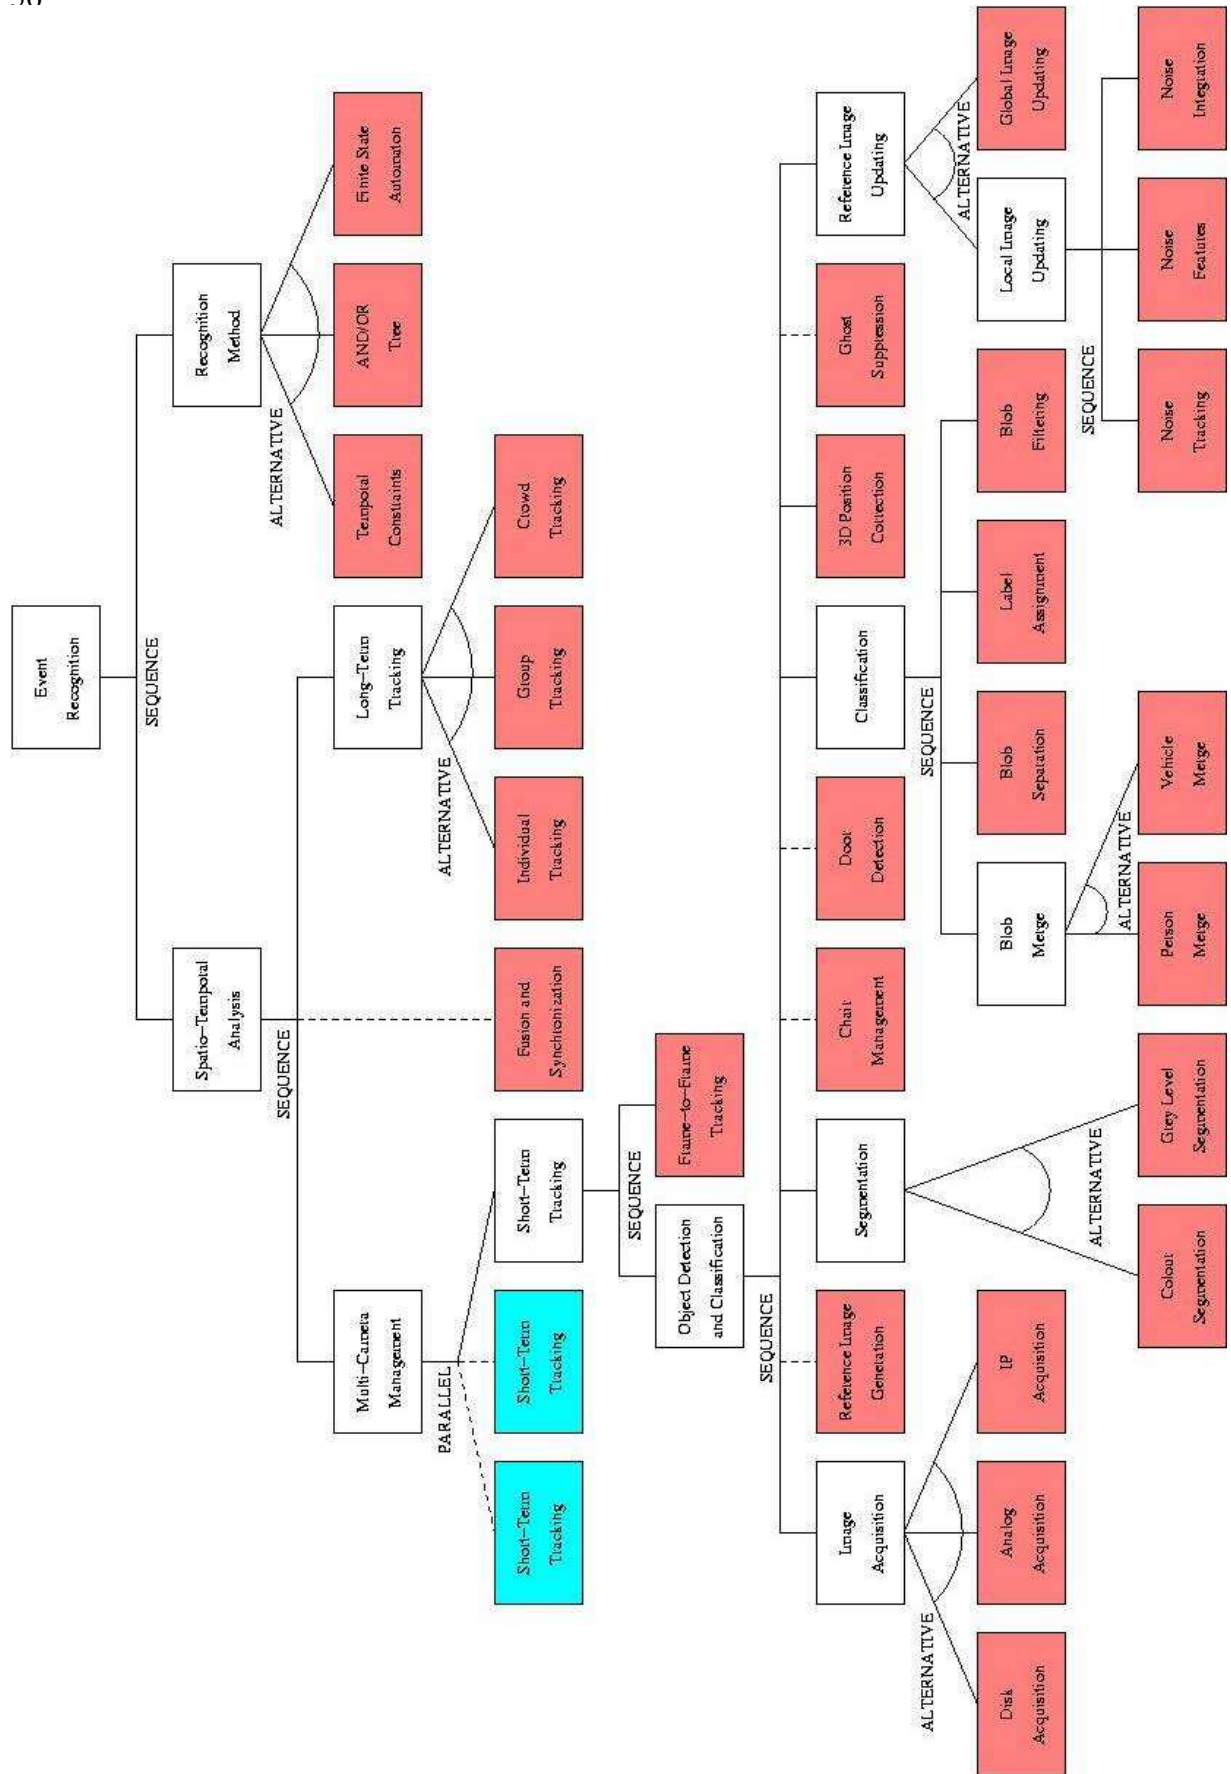 Event
Recognition
SEQUENCE
Spatio-Temporal
Analysis
Recognition
Method
SEQUENCE
ALTERNATIVE
Multi-Camera
Management
Long-Term
Tracking
Temporal
Constraints
AND/OR
Tree
Finite State
Automaton
PARALLEL
ALTERNATIVE
Short-Term
Tracking
Short-Term
Tracking
Short-Term
Tracking
Fusion and
Synchronization
Individual
Tracking
Group
Tracking
Crowd
Tracking
SEQUENCE
Object Detection
and Classification
Frame-to-Frame
Tracking
SEQUENCE
Image
Acquisition
Reference Image
Generation
Segmentation
Chair
Management
Door
Detection
Classification
3D Position
Correction
Ghost
Suppression
Reference Image
Updating
ALTERNATIVE
SEQUENCE
ALTERNATIVE
Disk
Acquisition
Analog
Acquisition
IP
Acquisition
Blob
Merge
Blob
Separation
Label
Assignment
Blob
Filtering
Local Image
Updating
Global Image
Updating
ALTERNATIVE
ALTERNATIVE
SEQUENCE
Colour
Segmentation
Grey Level
Segmentation
Person
Merge
Vehicle
Merge
Noise
Tracking
Noise
Features
Noise
Integration